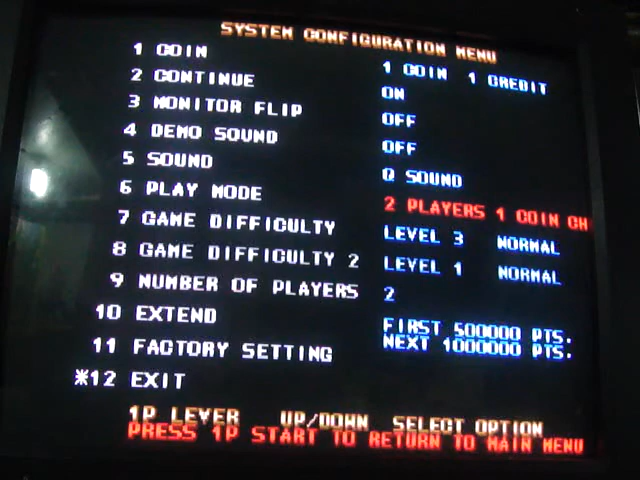 SYSTEM CONFIGURATION MENU
1 COIN 1 COIN 1 CREDIT
2 CONTINUE ON
3 MONITOR FLIP OFF
4 DEMO SOUND OFF
5 SOUND Q SOUND
6 PLAY MODE 2 PLAYERS 1 COIN CH
7 GAME DIFFICULTY LEVEL 3 NORMAL
8 GAME DIFFICULTY 2 LEVEL 1 NORMAL
9 NUMBER OF PLAYERS 2
10 EXTEND FIRST 500000 PTS.
NEXT 1000000 PTS.
11 FACTORY SETTING
*12 EXIT
1P LEVER UP/DOWN SELECT OPTION
PRESS 1P START TO RETURN TO MAIN MENU